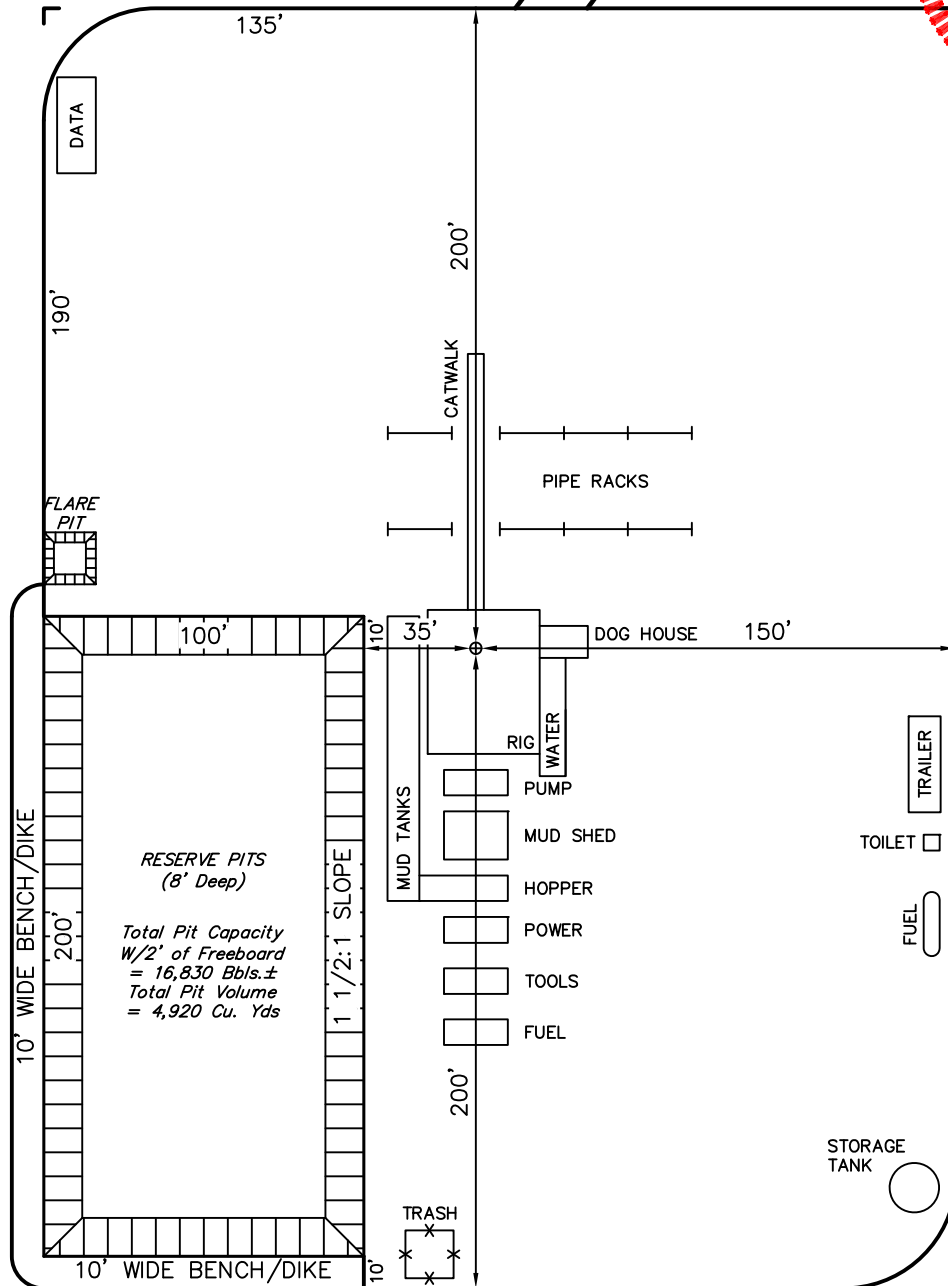 135'
DATA
200'
190'
CATWALK
PIPE RACKS
FLARE
PIT
100'
10'
35'
DOG HOUSE
150'
RIG
WATER
PUMP
MUD TANKS
MUD SHED
HOPPER
POWER
TOOLS
FUEL
TRAILER
TOILET
FUEL
10' WIDE BENCH/DIKE
200'
RESERVE PITS
(8' Deep)
Total Pit Capacity
W/2' of Freeboard
= 16,830 Bbls.±
Total Pit Volume
= 4,920 Cu. Yds
1 1/2:1 SLOPE
200'
STORAGE
TANK
TRASH
10' WIDE BENCH/DIKE
10'